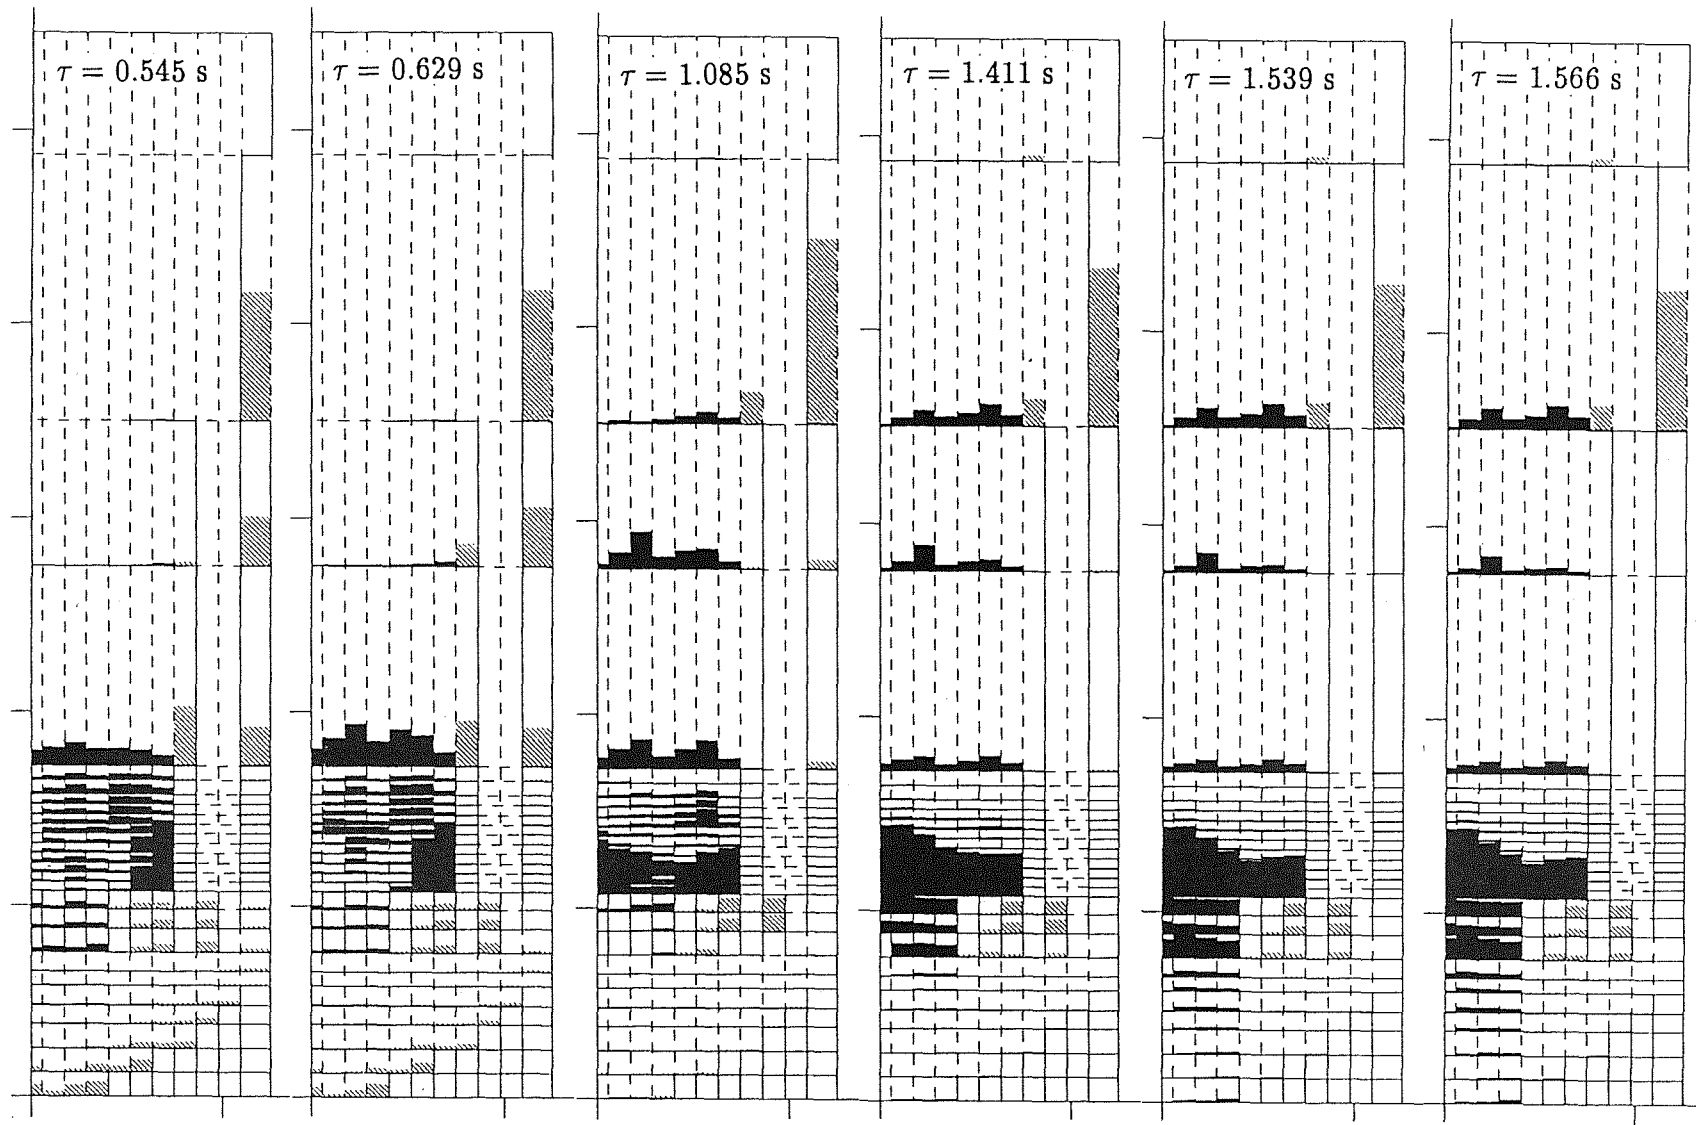 τ = 0.545 s
τ = 0.629 s
τ = 1.085 s
τ = 1.411 s
τ = 1.539 s
τ = 1.566 s